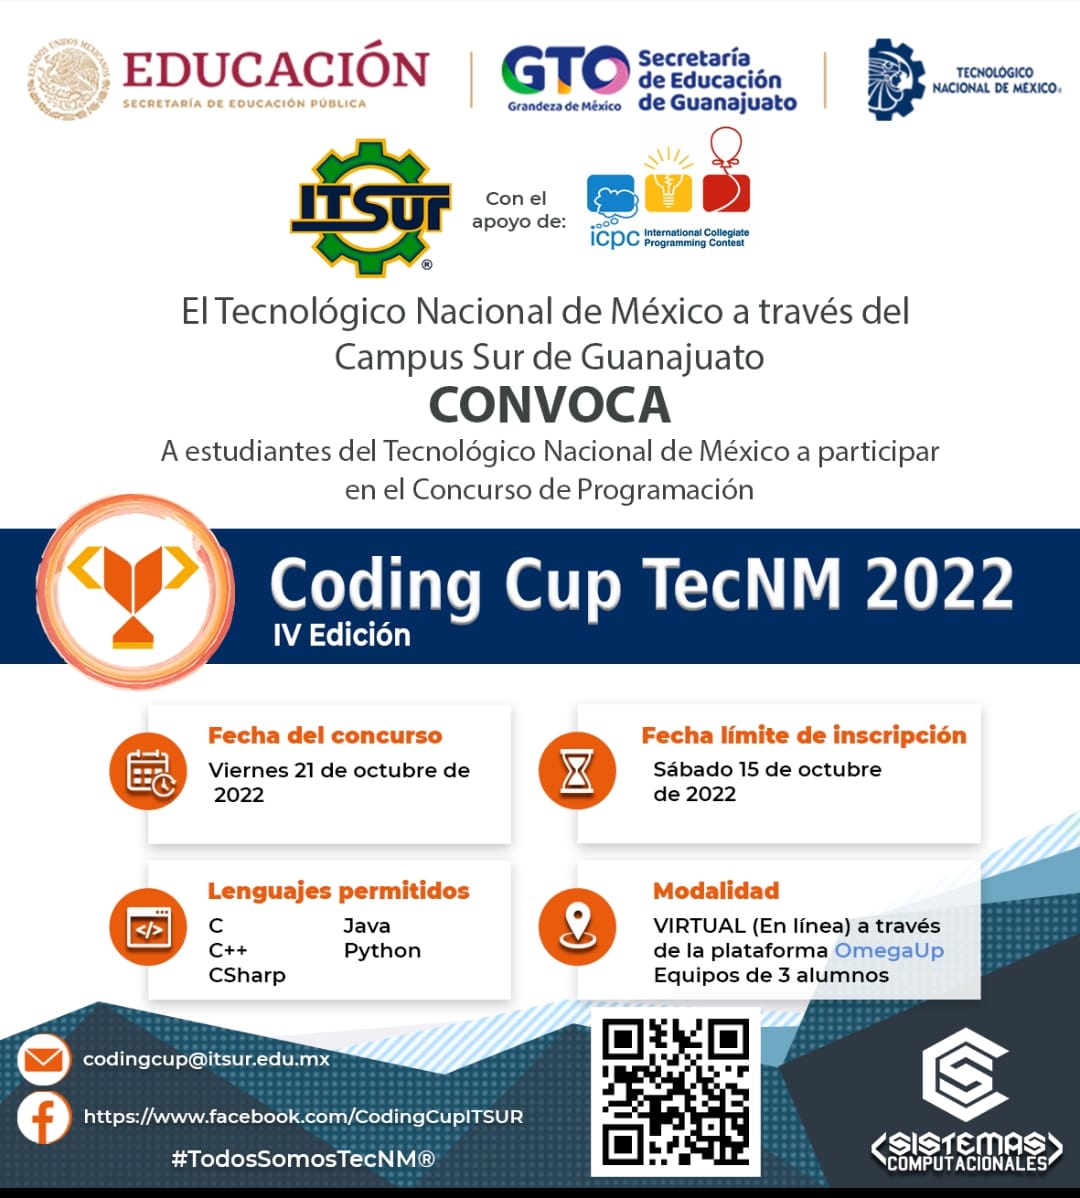 EDUCACIÓN
SECRETARÍA DE EDUCACIÓN PÚBLICA
ESTADOS UNIDOS MEXICANOS
GTO
Grandeza de México
Secretaría
de Educación
de Guanajuato
TECNOLÓGICO
NACIONAL DE MÉXICO®
ITSur®
Con el
apoyo de:
icpc International Collegiate
Programming Contest
El Tecnológico Nacional de México a través del
Campus Sur de Guanajuato
CONVOCA
A estudiantes del Tecnológico Nacional de México a participar
en el Concurso de Programación
Coding Cup TecNM 2022
IV Edición
Fecha del concurso
Viernes 21 de octubre de
2022
Fecha límite de inscripción
Sábado 15 de octubre
de 2022
Lenguajes permitidos
C Java
C++ Python
CSharp
Modalidad
VIRTUAL (En línea) a través
de la plataforma OmegaUp
Equipos de 3 alumnos
codingcup@itsur.edu.mx
https://www.facebook.com/CodingCupITSUR
#TodosSomosTecNM®
<SISTEMAS>
COMPUTACIONALES